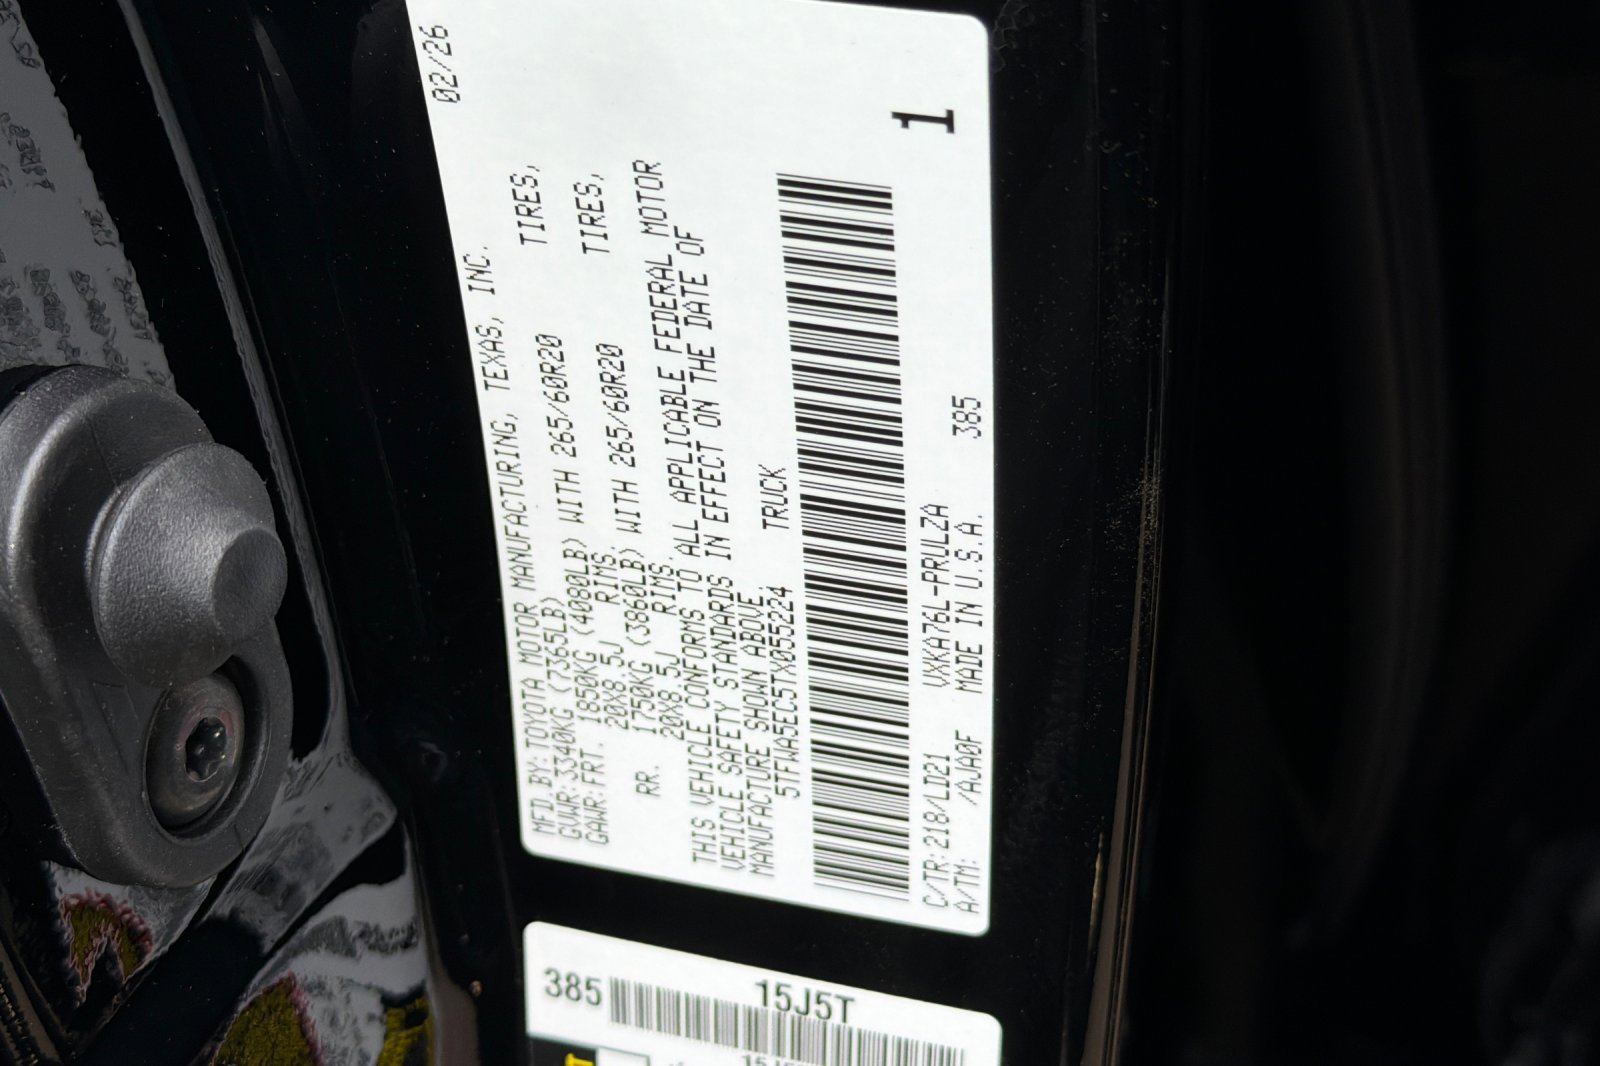 02/26
MFD.BY:TOYOTA MOTOR MANUFACTURING, TEXAS, INC.
GVWR:3340KG (7365LB)
GAWR:FRT. 1850KG (4080LB) WITH 265/60R20 TIRES,
20X8.5J RIMS.
RR. 1750KG (3860LB) WITH 265/60R20 TIRES,
20X8.5J RIMS.
THIS VEHICLE CONFORMS TO ALL APPLICABLE FEDERAL MOTOR
VEHICLE SAFETY STANDARDS IN EFFECT ON THE DATE OF
MANUFACTURE SHOWN ABOVE.
5TFWA5EC5TX055224 TRUCK
1
C/TR:218/LD21 VXKA76L-PRULZA 385
A/TM: /AJA0F MADE IN U.S.A.
385 15J5T